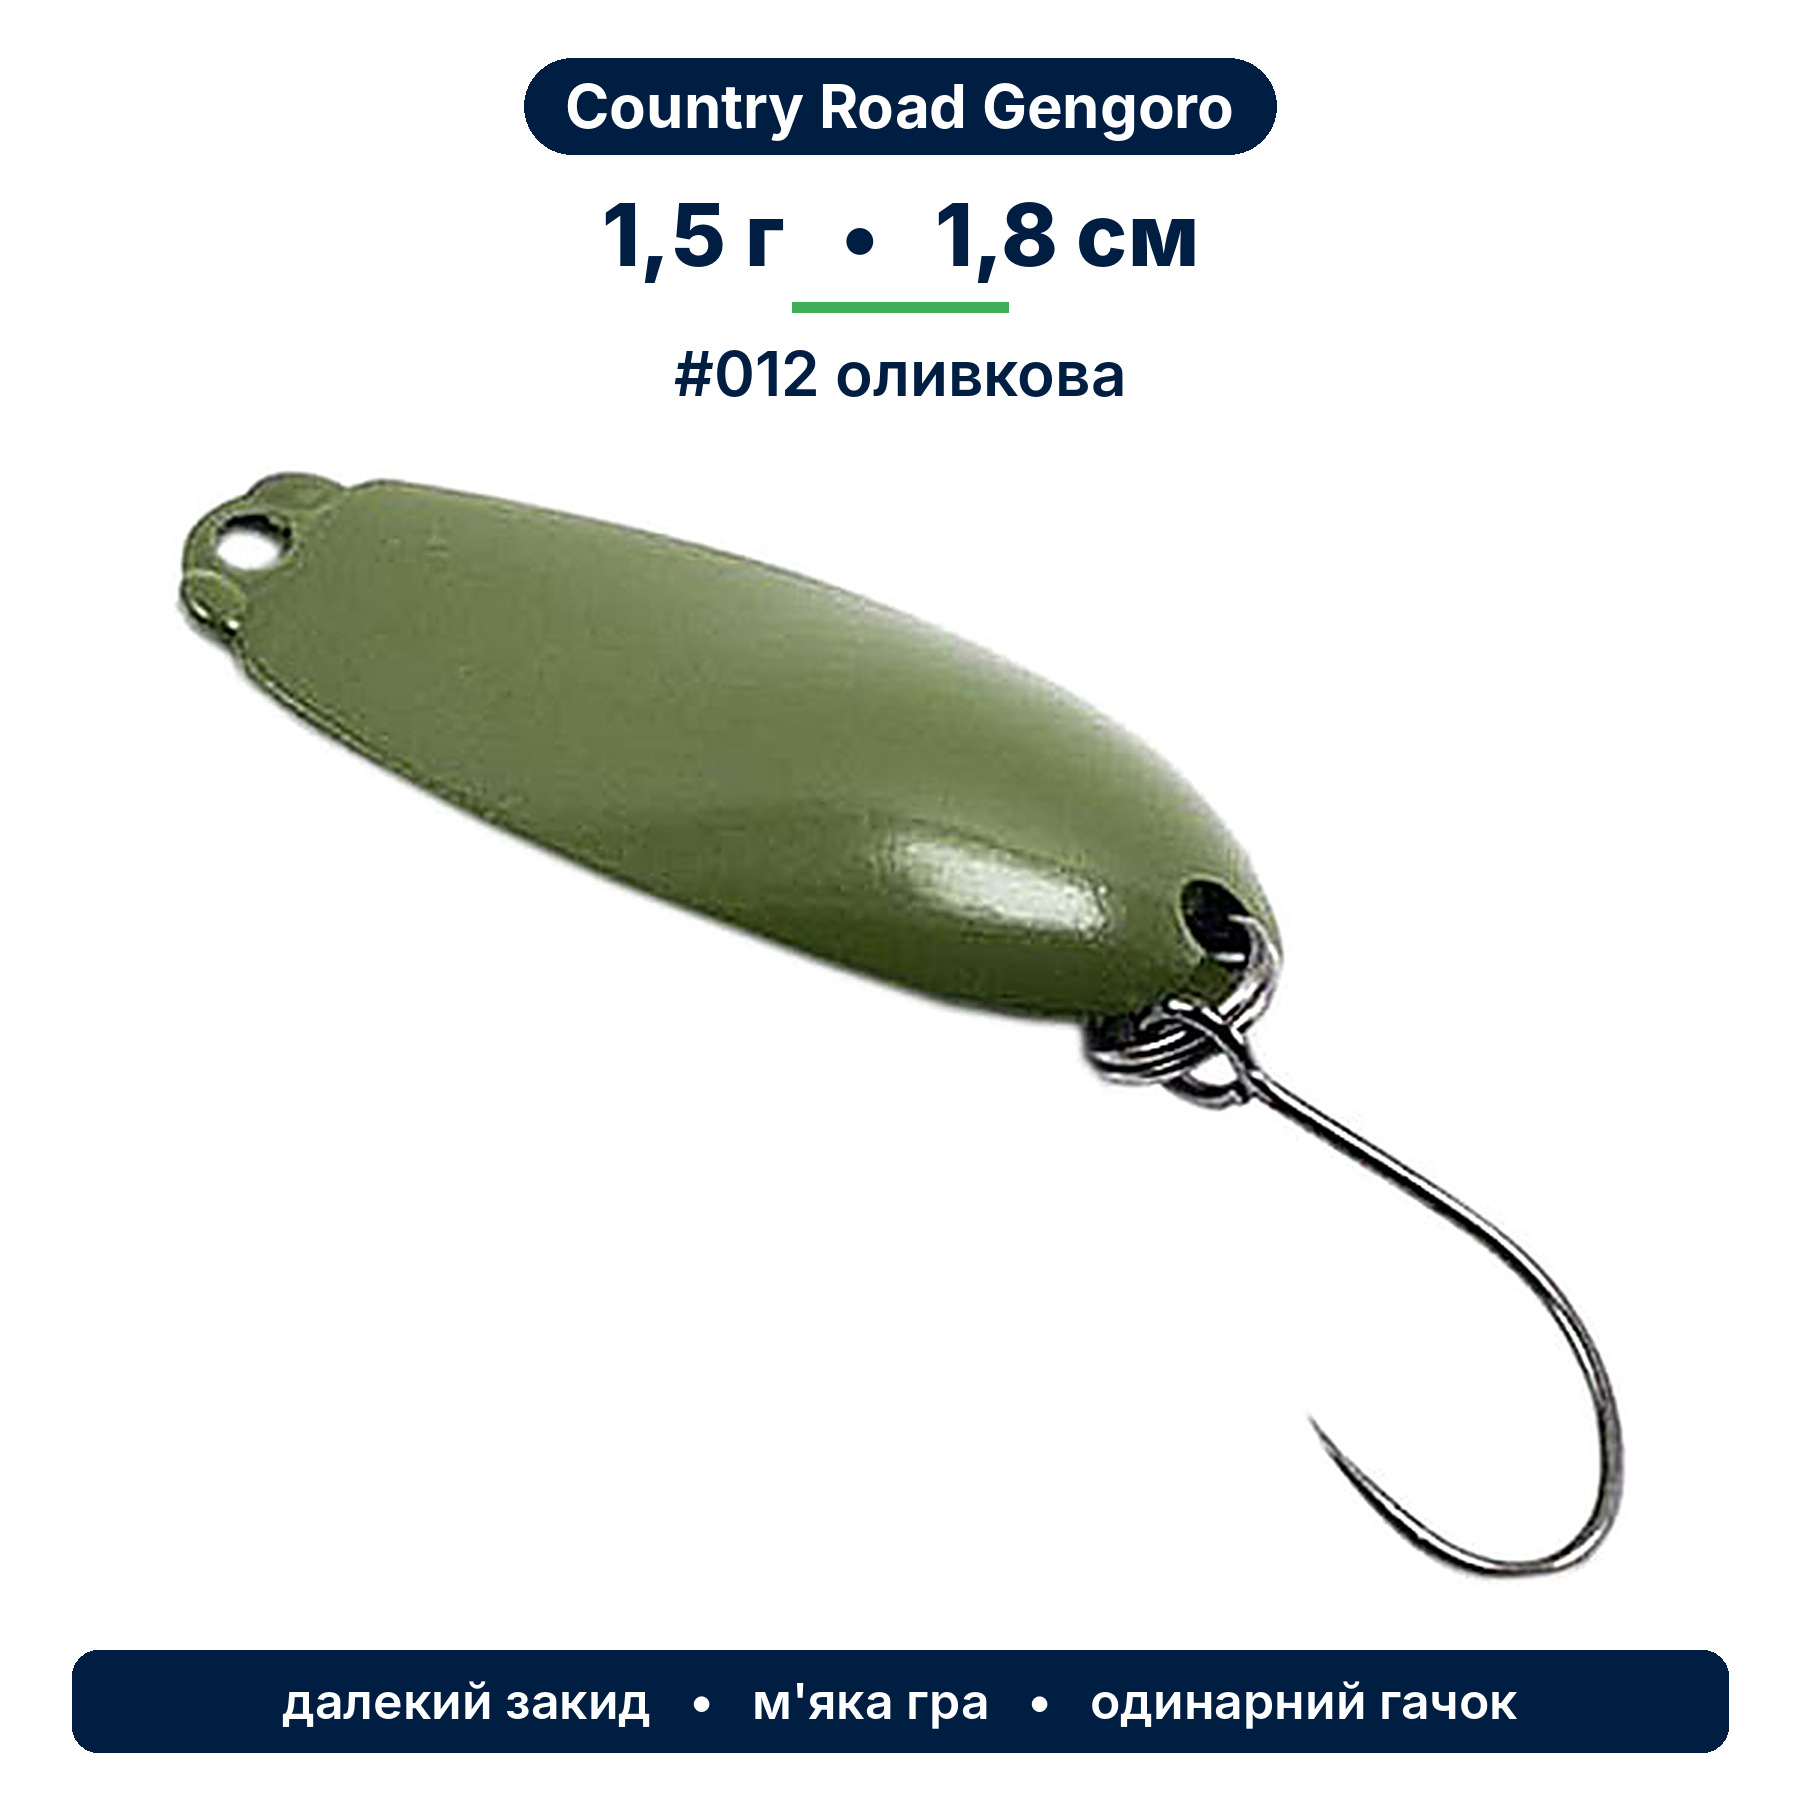 Country Road Gengoro
1,5 г • 1,8 см
#012 оливкова
далекий закид • м'яка гра • одинарний гачок